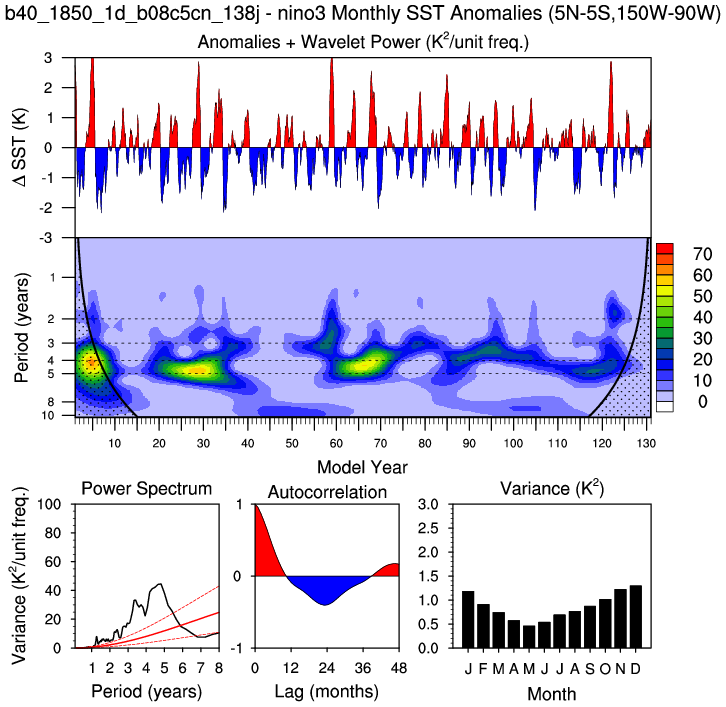 b40_1850_1d_b08c5cn_138j - nino3 Monthly SST Anomalies (5N-5S,150W-90W)
Anomalies + Wavelet Power (K²/unit freq.)
Δ SST (K)
3
2
1
0
-1
-2
-3
Period (years)
1
2
3
4
5
8
10
10 20 30 40 50 60 70 80 90 100 110 120 130
Model Year
70
60
50
40
30
20
10
0
Power Spectrum
Variance (K²/unit freq.)
100
80
60
40
20
0
1 2 3 4 5 6 7 8
Period (years)
Autocorrelation
1
0
-1
0 12 24 36 48
Lag (months)
Variance (K²)
3.0
2.5
2.0
1.5
1.0
0.5
0.0
J F M A M J J A S O N D
Month